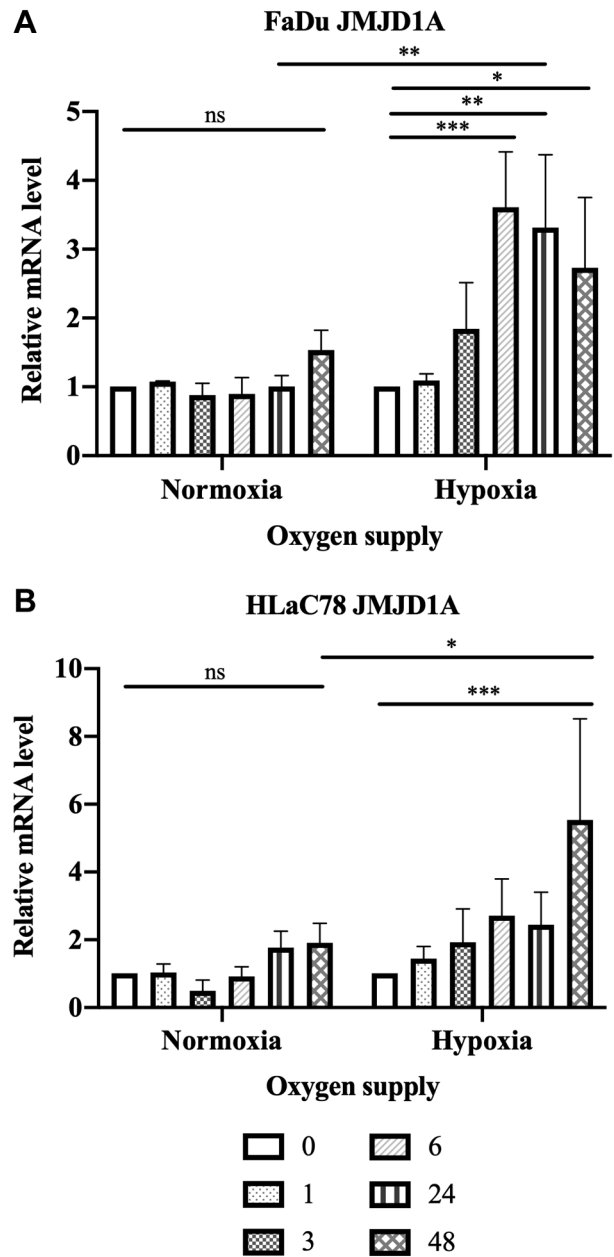 A
FaDu JMJD1A
**
*
**
***
ns
5
4
3
2
1
0
Relative mRNA level
Normoxia Hypoxia
Oxygen supply
B
HLaC78 JMJD1A
*
ns
***
10
8
6
4
2
0
Relative mRNA level
Normoxia Hypoxia
Oxygen supply
0 6
1 24
3 48